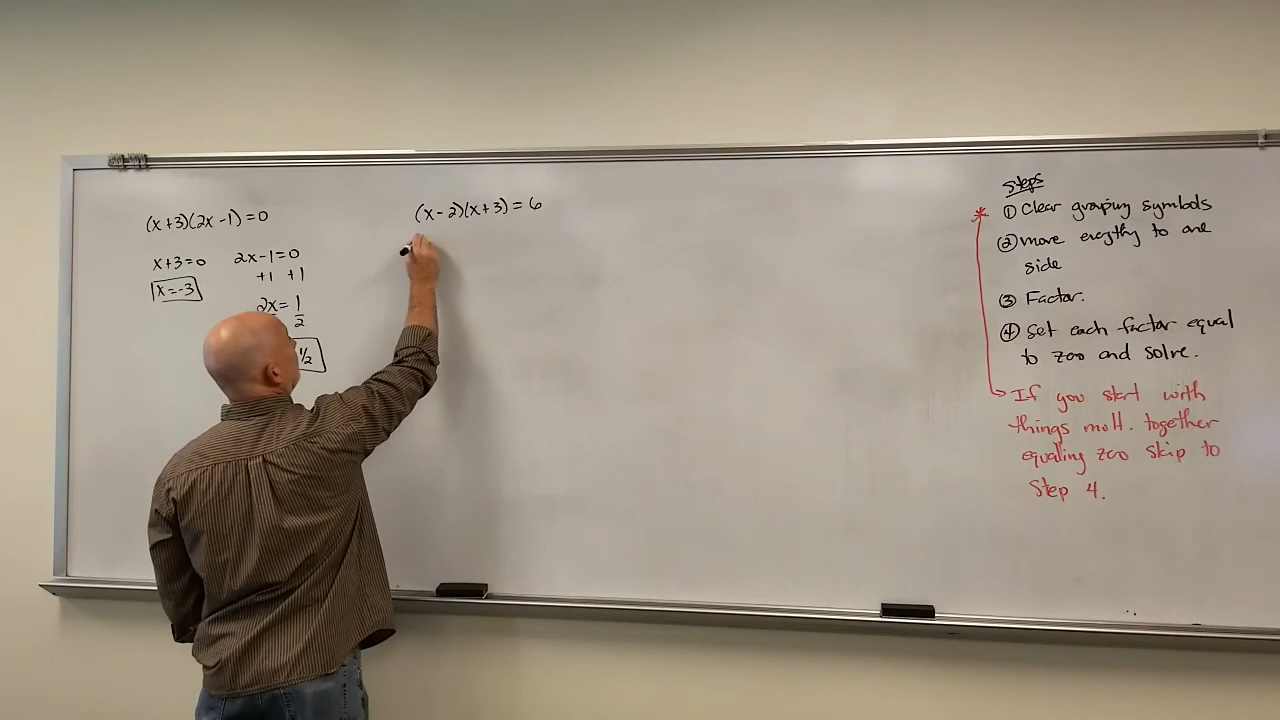 (x+3)(2x-1)=0
x+3=0
x=-3
2x-1=0
+1 +1
2x=1
2
1/2
(x-2)(x+3)=6
Steps
* ① Clear grouping symbols
② move everythg to one
side
③ Factor.
④ Set each factor equal
to zero and solve.
If you start with
things mult. together
equaling zero skip to
Step 4.